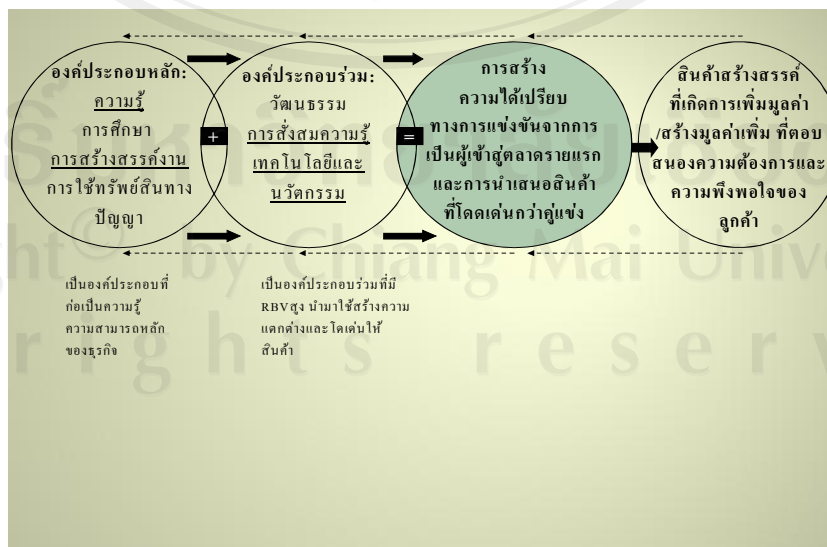 องค์ประกอบหลัก:
ความรู้
การศึกษา
การสร้างสรรค์งาน
การใช้ทรัพย์สินทาง
ปัญญา
+
องค์ประกอบร่วม:
วัฒนธรรม
การสั่งสมความรู้
เทคโนโลยีและ
นวัตกรรม
=
การสร้าง
ความได้เปรียบ
ทางการแข่งขันจากการ
เป็นผู้เข้าสู่ตลาดรายแรก
และการนำเสนอสินค้า
ที่โดดเด่นกว่าคู่แข่ง
สินค้าสร้างสรรค์
ที่เกิดการเพิ่มมูลค่า
/สร้างมูลค่าเพิ่ม ที่ตอบ
สนองความต้องการและ
ความพึงพอใจของ
ลูกค้า
เป็นองค์ประกอบที่
ก่อเป็นความรู้
ความสามารถหลัก
ของธุรกิจ
เป็นองค์ประกอบร่วมที่มี
RBVสูง นำมาใช้สร้างความ
แตกต่างและโดเด่นให้
สินค้า
ght© by Chiang Mai Unive
rights reserv